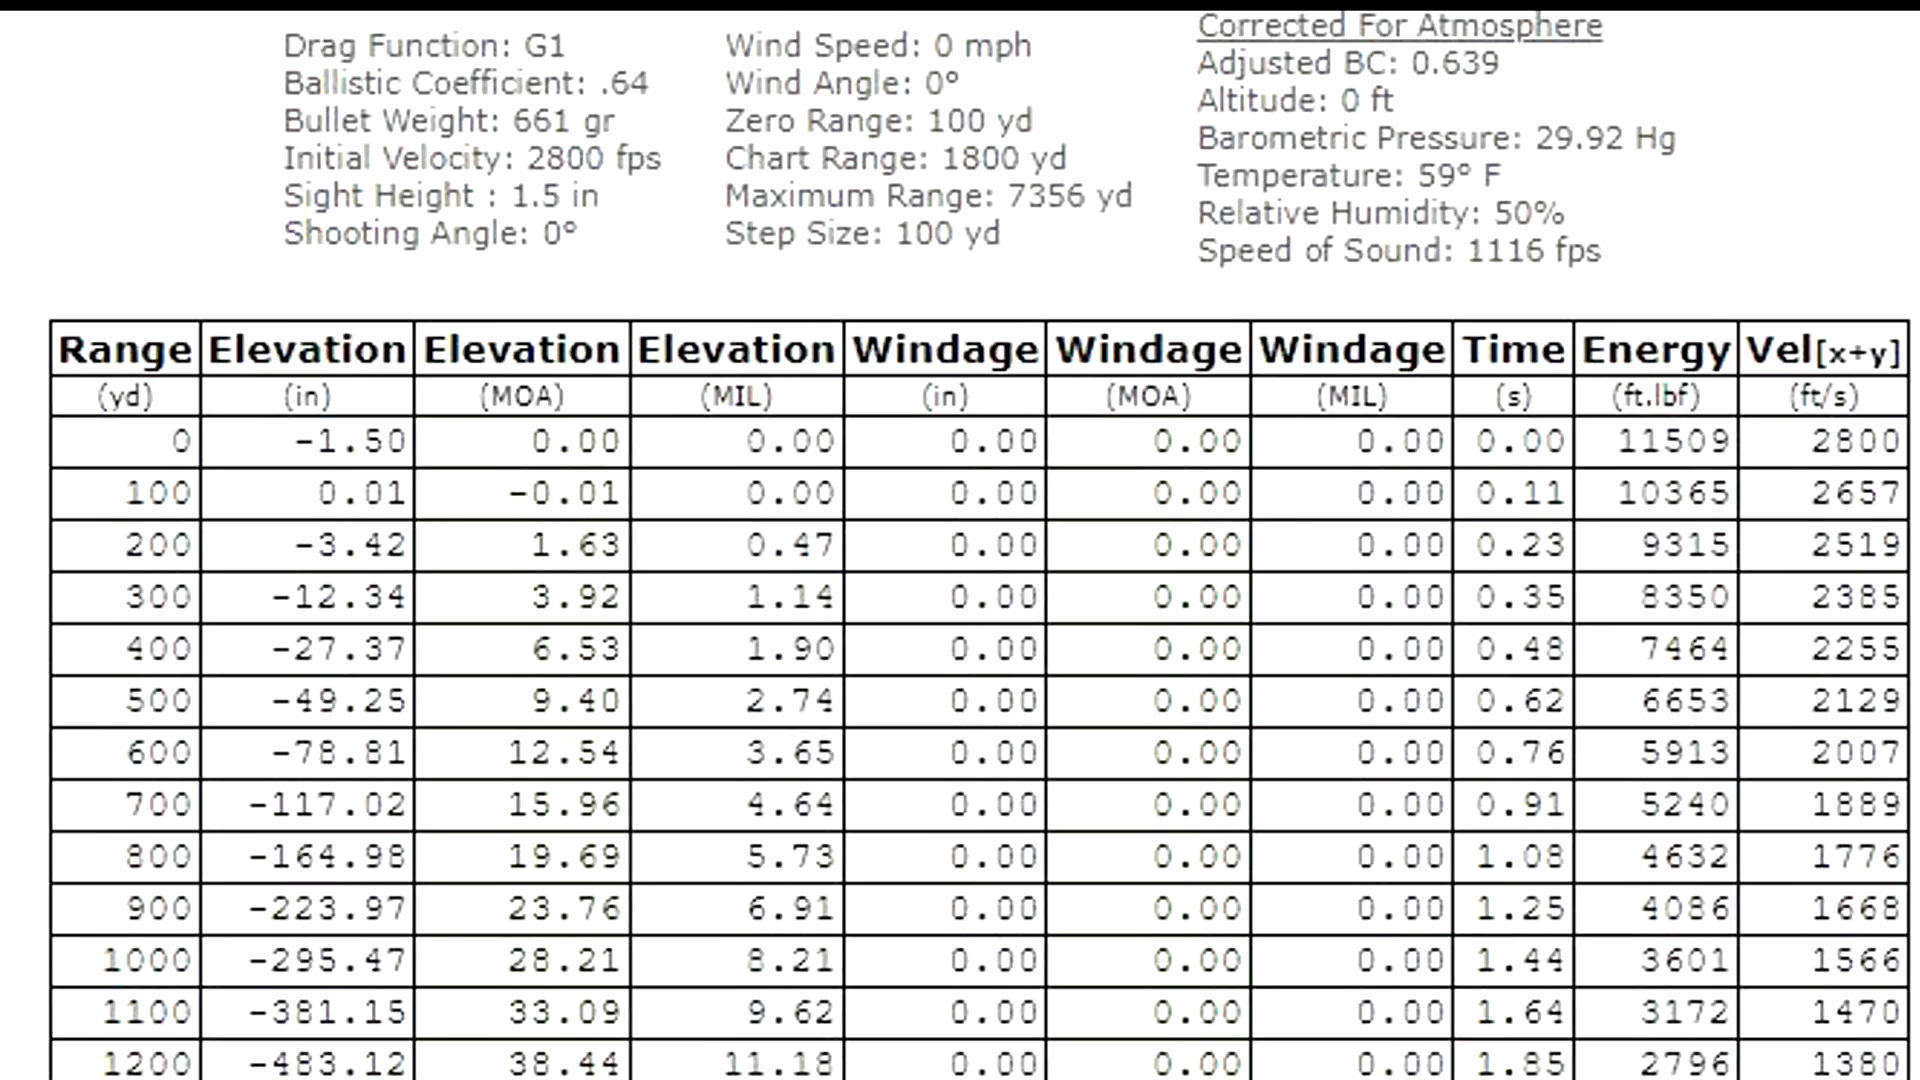 Drag Function: G1
Ballistic Coefficient: .64
Bullet Weight: 661 gr
Initial Velocity: 2800 fps
Sight Height : 1.5 in
Shooting Angle: 0°
Wind Speed: 0 mph
Wind Angle: 0°
Zero Range: 100 yd
Chart Range: 1800 yd
Maximum Range: 7356 yd
Step Size: 100 yd
Corrected For Atmosphere
Adjusted BC: 0.639
Altitude: 0 ft
Barometric Pressure: 29.92 Hg
Temperature: 59° F
Relative Humidity: 50%
Speed of Sound: 1116 fps
Range Elevation Elevation Elevation Windage Windage Windage Time Energy Vel[x+y]
(yd) (in) (MOA) (MIL) (in) (MOA) (MIL) (s) (ft.lbf) (ft/s)
0 -1.50 0.00 0.00 0.00 0.00 0.00 0.00 11509 2800
100 0.01 -0.01 0.00 0.00 0.00 0.00 0.11 10365 2657
200 -3.42 1.63 0.47 0.00 0.00 0.00 0.23 9315 2519
300 -12.34 3.92 1.14 0.00 0.00 0.00 0.35 8350 2385
400 -27.37 6.53 1.90 0.00 0.00 0.00 0.48 7464 2255
500 -49.25 9.40 2.74 0.00 0.00 0.00 0.62 6653 2129
600 -78.81 12.54 3.65 0.00 0.00 0.00 0.76 5913 2007
700 -117.02 15.96 4.64 0.00 0.00 0.00 0.91 5240 1889
800 -164.98 19.69 5.73 0.00 0.00 0.00 1.08 4632 1776
900 -223.97 23.76 6.91 0.00 0.00 0.00 1.25 4086 1668
1000 -295.47 28.21 8.21 0.00 0.00 0.00 1.44 3601 1566
1100 -381.15 33.09 9.62 0.00 0.00 0.00 1.64 3172 1470
1200 -483.12 38.44 11.18 0.00 0.00 0.00 1.85 2796 1380